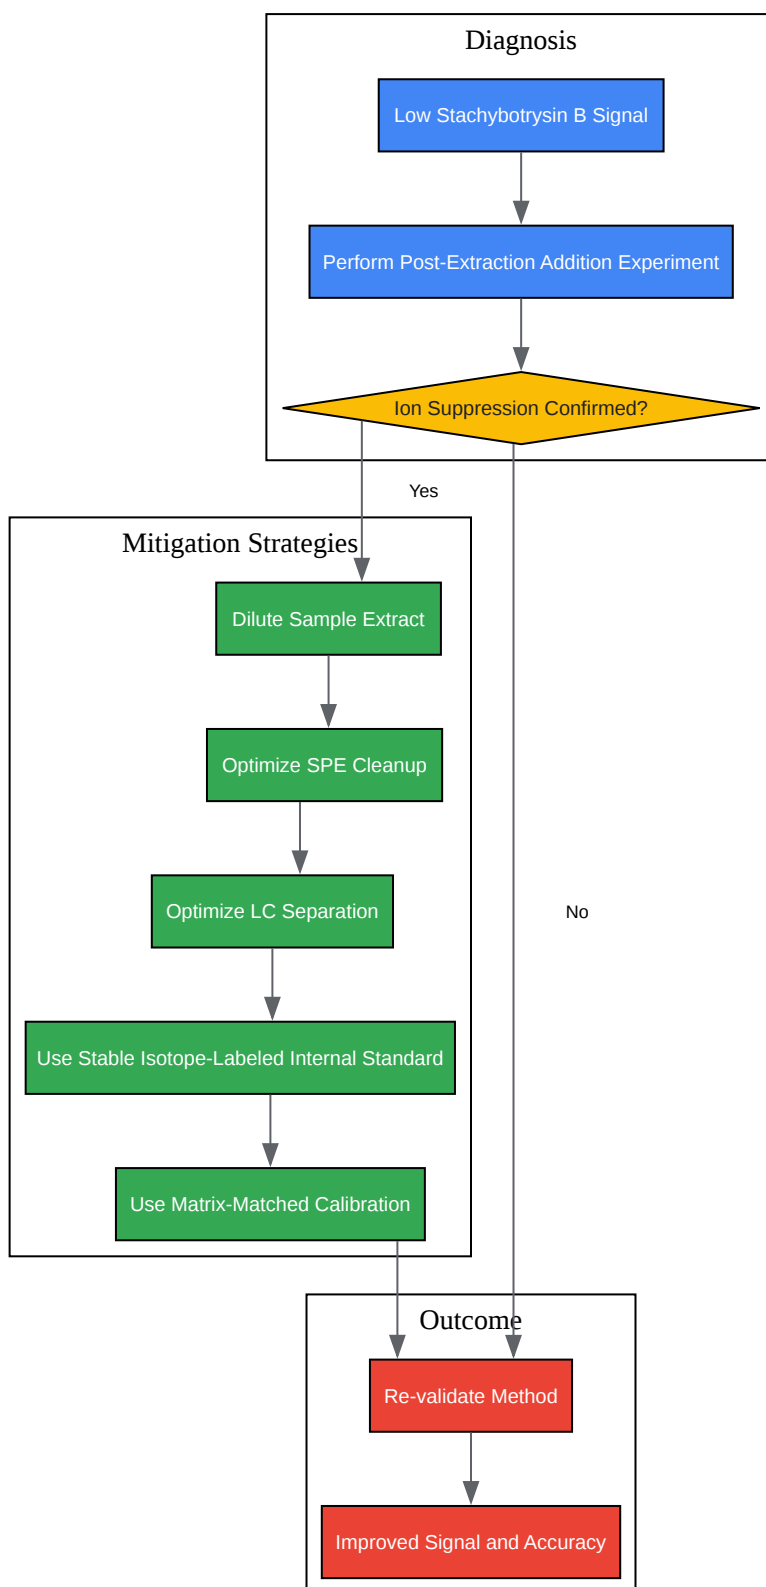 Diagnosis
Low Stachybotrysin B Signal
Perform Post-Extraction Addition Experiment
Ion Suppression Confirmed?
Yes
Mitigation Strategies
Dilute Sample Extract
Optimize SPE Cleanup
Optimize LC Separation
No
Use Stable Isotope-Labeled Internal Standard
Use Matrix-Matched Calibration
Outcome
Re-validate Method
Improved Signal and Accuracy